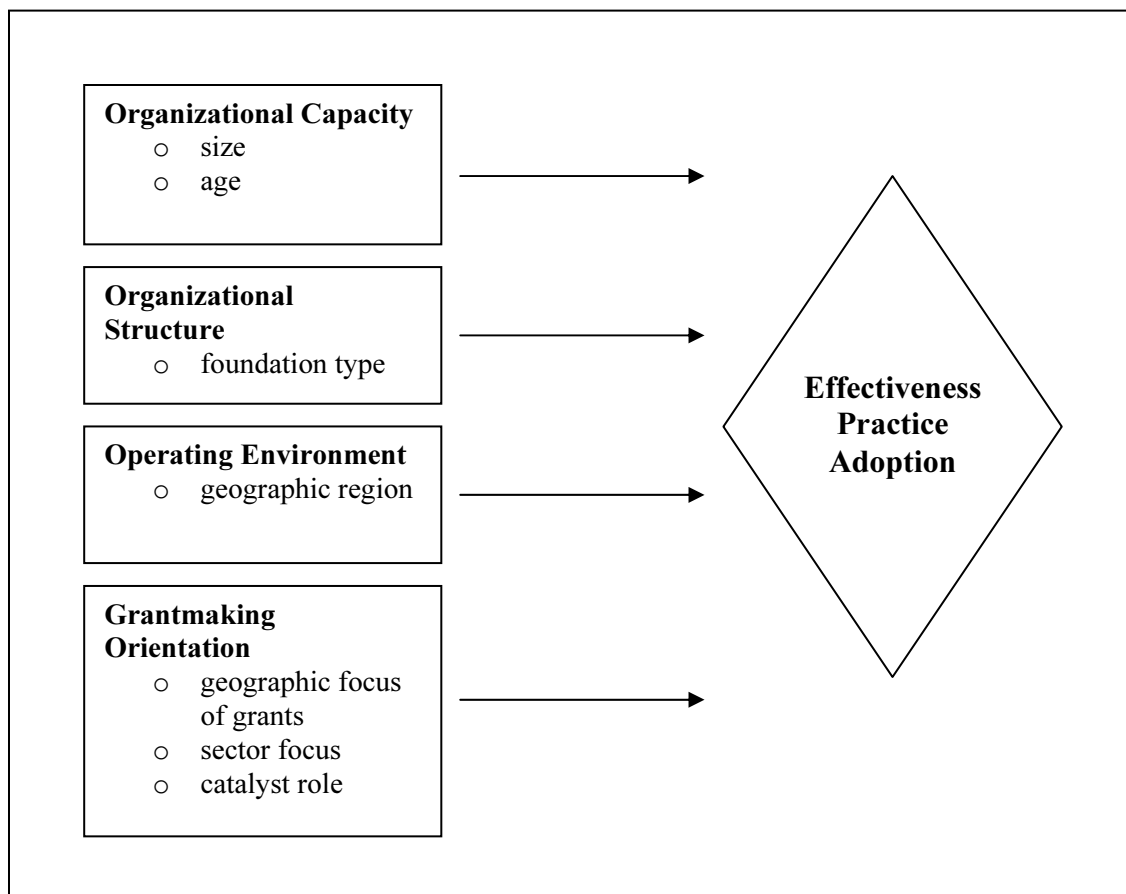 Organizational Capacity
o size
o age
Organizational
Structure
o foundation type
Operating Environment
o geographic region
Grantmaking
Orientation
o geographic focus
of grants
o sector focus
o catalyst role
Effectiveness
Practice
Adoption